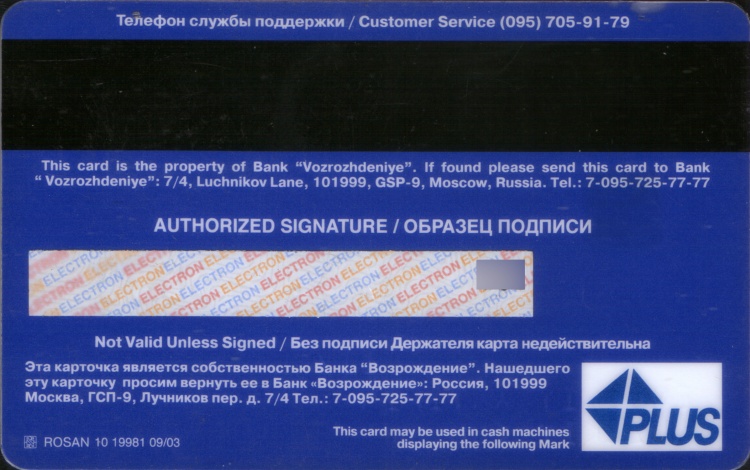 Телефон службы поддержки / Customer Service (095) 705-91-79
This card is the property of Bank “Vozrozhdeniye”. If found please send this card to Bank
“ Vozrozhdeniye”: 7/4, Luchnikov Lane, 101999, GSP-9, Moscow, Russia. Tel.: 7-095-725-77-77
AUTHORIZED SIGNATURE / ОБРАЗЕЦ ПОДПИСИ
ELECTRON ELECTRON ELECTRON ELECTRON ELECTRON
Not Valid Unless Signed / Без подписи Держателя карта недействительна
Эта карточка является собственностью Банка “Возрождение”. Нашедшего
эту карточку просим вернуть ее в Банк «Возрождение»: Россия, 101999
Москва, ГСП-9, Лучников пер. д. 7/4 Тел.: 7-095-725-77-77
PLUS
ROSAN 10 19981 09/03
This card may be used in cash machines
displaying the following Mark